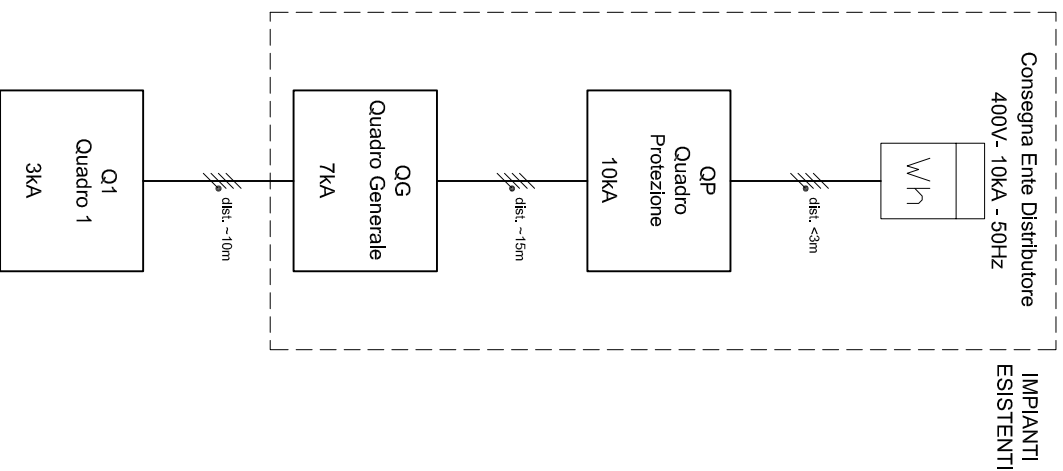 Consegna Ente Distributore
400V- 10kA - 50Hz
Wh
dist. <3m
QP
Quadro
Protezione
10kA
dist. ~15m
QG
Quadro Generale
7kA
dist. ~10m
Q1
Quadro 1
3kA
IMPIANTI
ESISTENTI